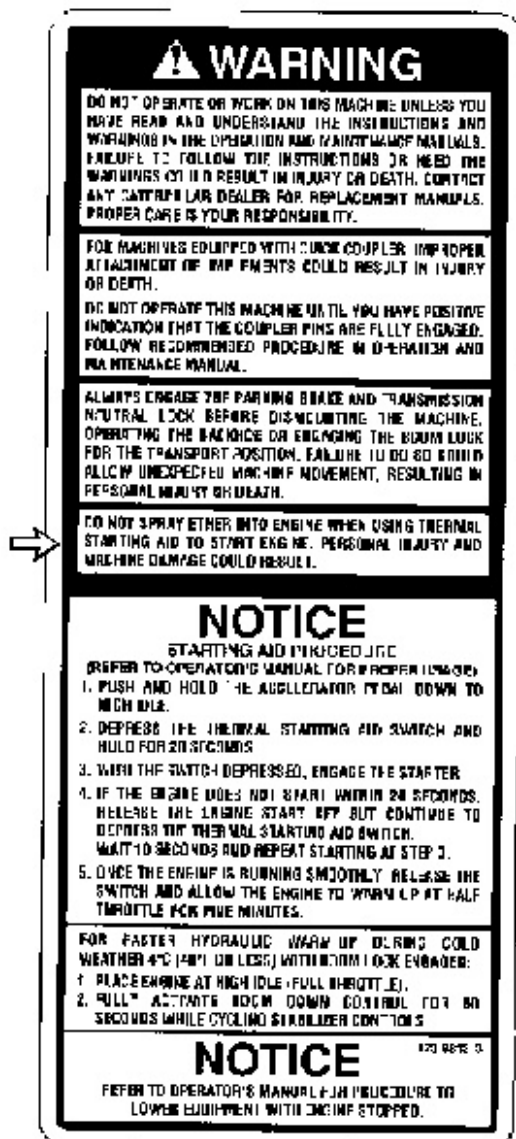 WARNING
DO NOT OPERATE OR WORK ON THIS MACHINE UNLESS YOU
HAVE READ AND UNDERSTAND THE INSTRUCTIONS AND
WARNINGS IN THE OPERATION AND MAINTENANCE MANUALS.
FAILURE TO FOLLOW THE INSTRUCTIONS OR HEED THE
WARNINGS COULD RESULT IN INJURY OR DEATH. CONTACT
ANY CATERPILLAR DEALER FOR REPLACEMENT MANUALS.
PROPER CARE IS YOUR RESPONSIBILITY.
FOR MACHINES EQUIPPED WITH QUICK COUPLER IMPROPER
ATTACHMENT OF IMPLEMENTS COULD RESULT IN INJURY
OR DEATH.
DO NOT OPERATE THIS MACHINE UNTIL YOU HAVE POSITIVE
INDICATION THAT THE COUPLER PINS ARE FULLY ENGAGED.
FOLLOW RECOMMENDED PROCEDURE IN OPERATION AND
MAINTENANCE MANUAL.
ALWAYS ENGAGE THE PARKING BRAKE AND TRANSMISSION
NEUTRAL LOCK BEFORE DISMOUNTING THE MACHINE,
OPERATING THE BACKHOE OR ENGAGING THE BOOM LOCK
FOR THE TRANSPORT POSITION. FAILURE TO DO SO COULD
ALLOW UNEXPECTED MACHINE MOVEMENT, RESULTING IN
PERSONAL INJURY OR DEATH.
DO NOT SPRAY ETHER INTO ENGINE WHEN USING THERMAL
STARTING AID TO START ENGINE. PERSONAL INJURY AND
MACHINE DAMAGE COULD RESULT.
NOTICE
STARTING AID PROCEDURE
(REFER TO OPERATOR'S MANUAL FOR PROPER USAGE)
1. PUSH AND HOLD THE ACCELERATOR PEDAL DOWN TO
HIGH IDLE.
2. DEPRESS THE THERMAL STARTING AID SWITCH AND
HOLD FOR 20 SECONDS
3. WITH THE SWITCH DEPRESSED, ENGAGE THE STARTER
4. IF THE ENGINE DOES NOT START WITHIN 20 SECONDS,
RELEASE THE ENGINE START KEY BUT CONTINUE TO
DEPRESS THE THERMAL STARTING AID SWITCH.
WAIT 10 SECONDS AND REPEAT STARTING AT STEP 3.
5. ONCE THE ENGINE IS RUNNING SMOOTHLY RELEASE THE
SWITCH AND ALLOW THE ENGINE TO WARM UP AT HALF
THROTTLE FOR FIVE MINUTES.
FOR FASTER HYDRAULIC WARM-UP DURING COLD
WEATHER 4°C (40°F OR LESS) WITH BOOM LOCK ENGAGED:
1. PLACE ENGINE AT HIGH IDLE (FULL THROTTLE).
2. FULLY ACTIVATE BOOM DOWN CONTROL FOR
SECONDS WHILE CYCLING STABILIZER CONTROLS
NOTICE
REFER TO OPERATOR'S MANUAL FOR PROCEDURE TO
LOWER EQUIPMENT WITH ENGINE STOPPED.